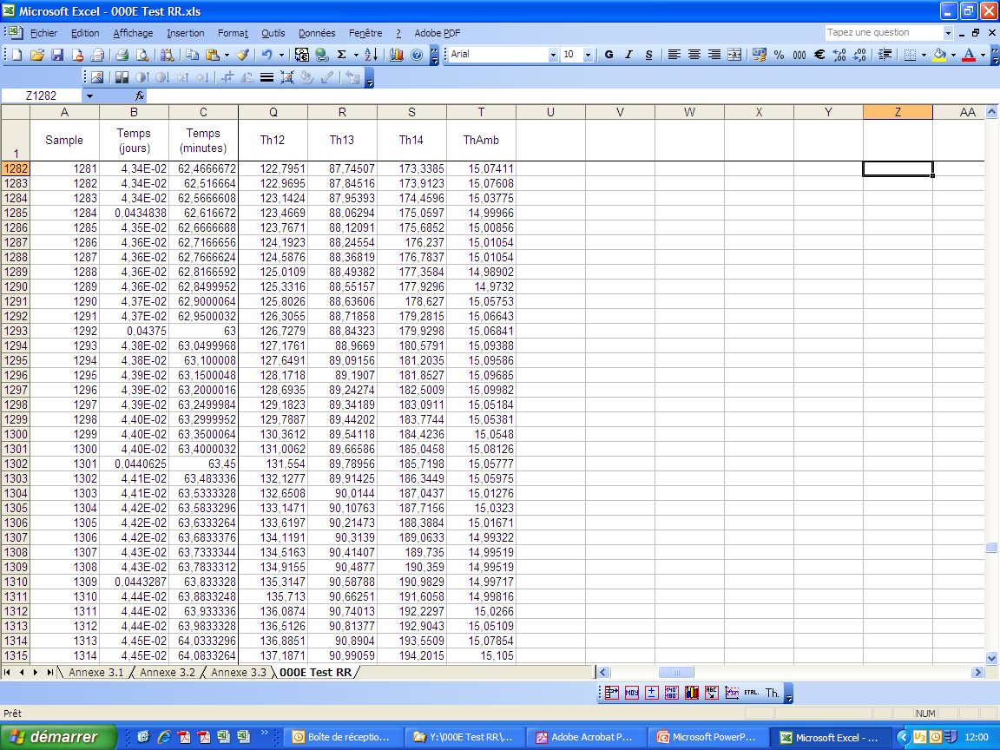 Microsoft Excel - 000E Test RR.xls
Fichier Edition Affichage Insertion Format Outils Données Fenêtre ? Adobe PDF Tapez une question
Arial 10 G I S % 000 €
Z1282 fx
A B C Q R S T U V W X Y Z AA
1 Sample Temps (jours) Temps (minutes) Th12 Th13 Th14 ThAmb
1282 1281 4,34E-02 62,4666672 122,7951 87,74507 173,3385 15,07411
1283 1282 4,34E-02 62,516664 122,9695 87,84516 173,9123 15,07608
1284 1283 4,34E-02 62,5666608 123,1424 87,95393 174,4596 15,03775
1285 1284 0,0434838 62,616672 123,4669 88,06294 175,0597 14,99966
1286 1285 4,35E-02 62,6666688 123,7671 88,12091 175,6852 15,00856
1287 1286 4,36E-02 62,7166656 124,1923 88,24554 176,237 15,01054
1288 1287 4,36E-02 62,7666624 124,5876 88,36819 176,7837 15,01054
1289 1288 4,36E-02 62,8166592 125,0109 88,49382 177,3584 14,98902
1290 1289 4,36E-02 62,8499952 125,3316 88,55157 177,9296 14,9732
1291 1290 4,37E-02 62,9000064 125,8026 88,63606 178,627 15,05753
1292 1291 4,37E-02 62,9500032 126,3055 88,71858 179,2815 15,06643
1293 1292 0,04375 63 126,7279 88,84323 179,9298 15,06841
1294 1293 4,38E-02 63,0499968 127,1761 88,9669 180,5791 15,09388
1295 1294 4,38E-02 63,100008 127,6491 89,09156 181,2035 15,09586
1296 1295 4,39E-02 63,1500048 128,1718 89,1907 181,8527 15,09685
1297 1296 4,39E-02 63,2000016 128,6935 89,24274 182,5009 15,09982
1298 1297 4,39E-02 63,2499984 129,1823 89,34189 183,0911 15,05184
1299 1298 4,40E-02 63,2999952 129,7887 89,44202 183,7744 15,05381
1300 1299 4,40E-02 63,3500064 130,3612 89,54118 184,4236 15,0548
1301 1300 4,40E-02 63,4000032 131,0062 89,66586 185,0458 15,08126
1302 1301 0,0440625 63,45 131,554 89,78956 185,7198 15,05777
1303 1302 4,41E-02 63,483336 132,1277 89,91425 186,3449 15,05975
1304 1303 4,41E-02 63,5333328 132,6508 90,0144 187,0437 15,01276
1305 1304 4,42E-02 63,5833296 133,1471 90,10763 187,7156 15,0323
1306 1305 4,42E-02 63,6333264 133,6197 90,21473 188,3884 15,01671
1307 1306 4,42E-02 63,6833376 134,1191 90,3139 189,0633 14,99322
1308 1307 4,43E-02 63,7333344 134,5163 90,41407 189,735 14,99519
1309 1308 4,43E-02 63,7833312 134,9155 90,4877 190,359 14,99519
1310 1309 0,0443287 63,833328 135,3147 90,58788 190,9829 14,99717
1311 1310 4,44E-02 63,8833248 135,713 90,66251 191,6058 14,99816
1312 1311 4,44E-02 63,933336 136,0874 90,74013 192,2297 15,0266
1313 1312 4,44E-02 63,9833328 136,5126 90,81377 192,9043 15,05109
1314 1313 4,45E-02 64,0333296 136,8851 90,8904 193,5509 15,07854
1315 1314 4,45E-02 64,0833264 137,1871 90,99059 194,2015 15,105
Annexe 3.1 Annexe 3.2 Annexe 3.3 000E Test RR
MOY ABC ETAL. Th.
Prêt NUM
démarrer Boîte de réceptio... Y:\000E Test RR\... Adobe Acrobat P... Microsoft PowerP... Microsoft Excel - ... 12:00